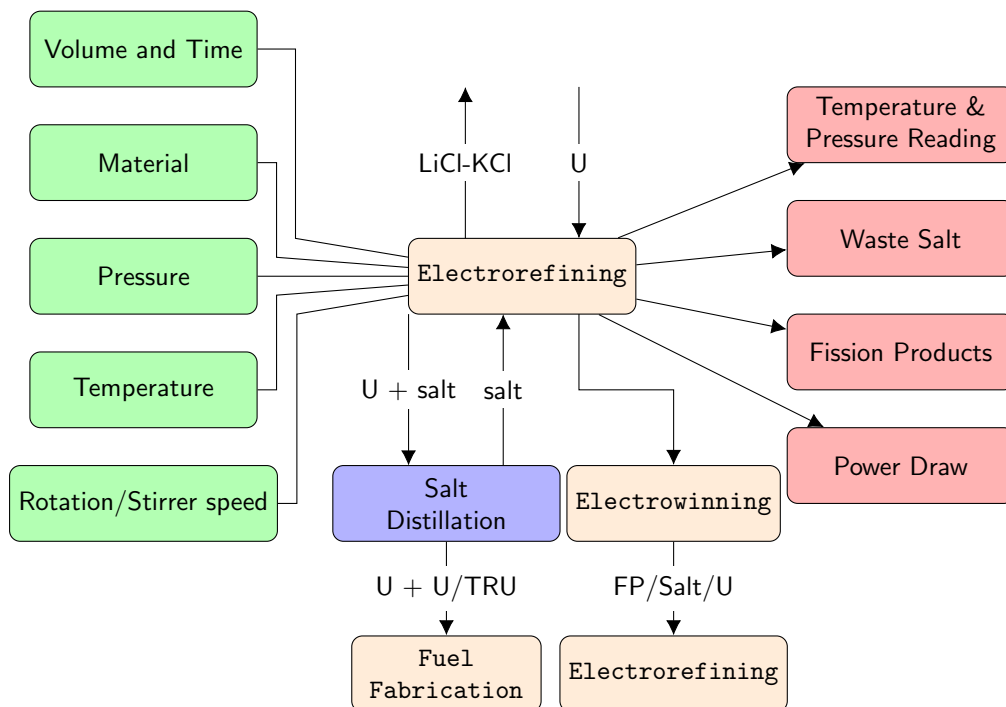 Volume and Time
Material
Pressure
Temperature
Rotation/Stirrer speed
LiCl-KCl
U
Electrorefining
U + salt
salt
Salt
Distillation
Electrowinning
U + U/TRU
FP/Salt/U
Fuel
Fabrication
Electrorefining
Temperature &
Pressure Reading
Waste Salt
Fission Products
Power Draw